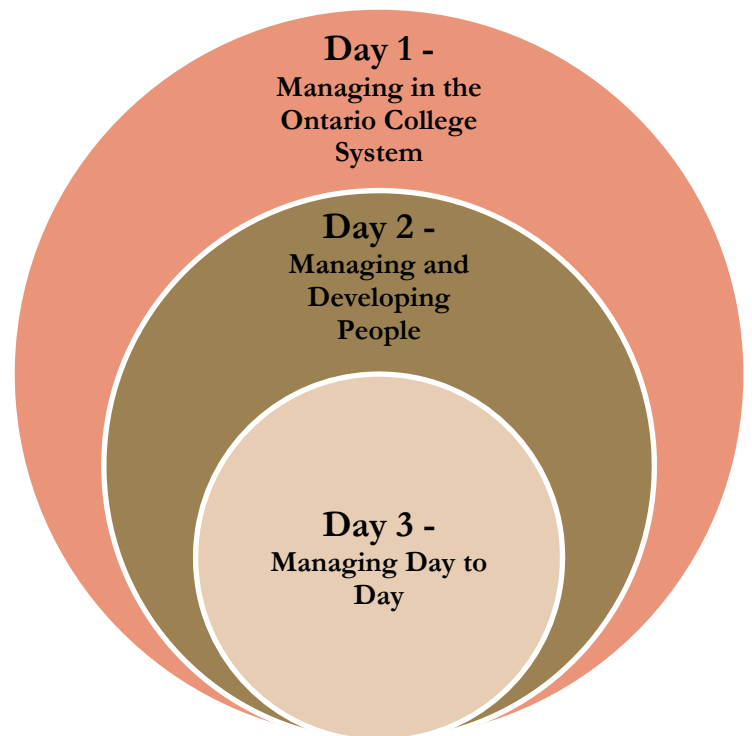 Day 1 -
Managing in the
Ontario College
System
Day 2 -
Managing and
Developing
People
Day 3 -
Managing Day to
Day